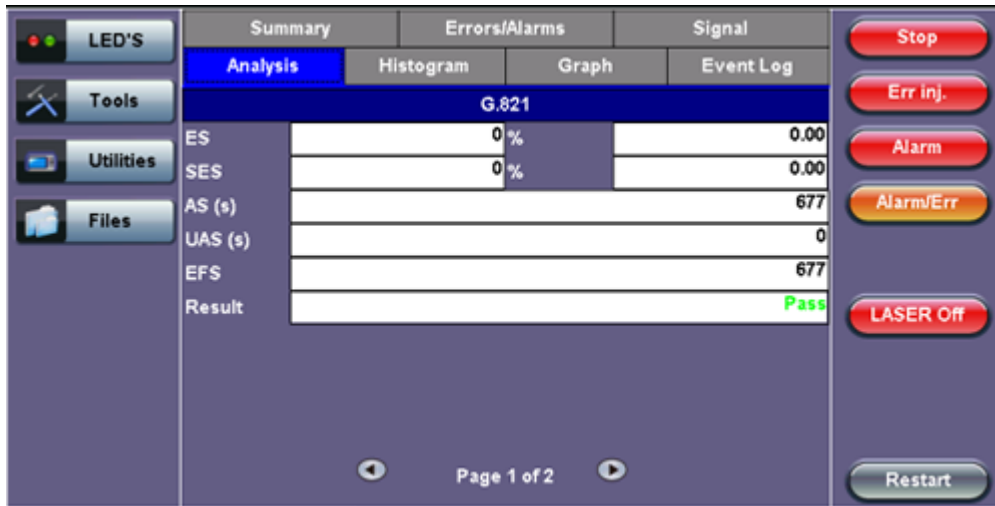 LED'S
Tools
Utilities
Files
Summary Errors/Alarms Signal
Analysis Histogram Graph Event Log
G.821
ES 0 % 0.00
SES 0 % 0.00
AS (s) 677
UAS (s) 0
EFS 677
Result Pass
Page 1 of 2
Stop
Err inj.
Alarm
Alarm/Err
LASER Off
Restart